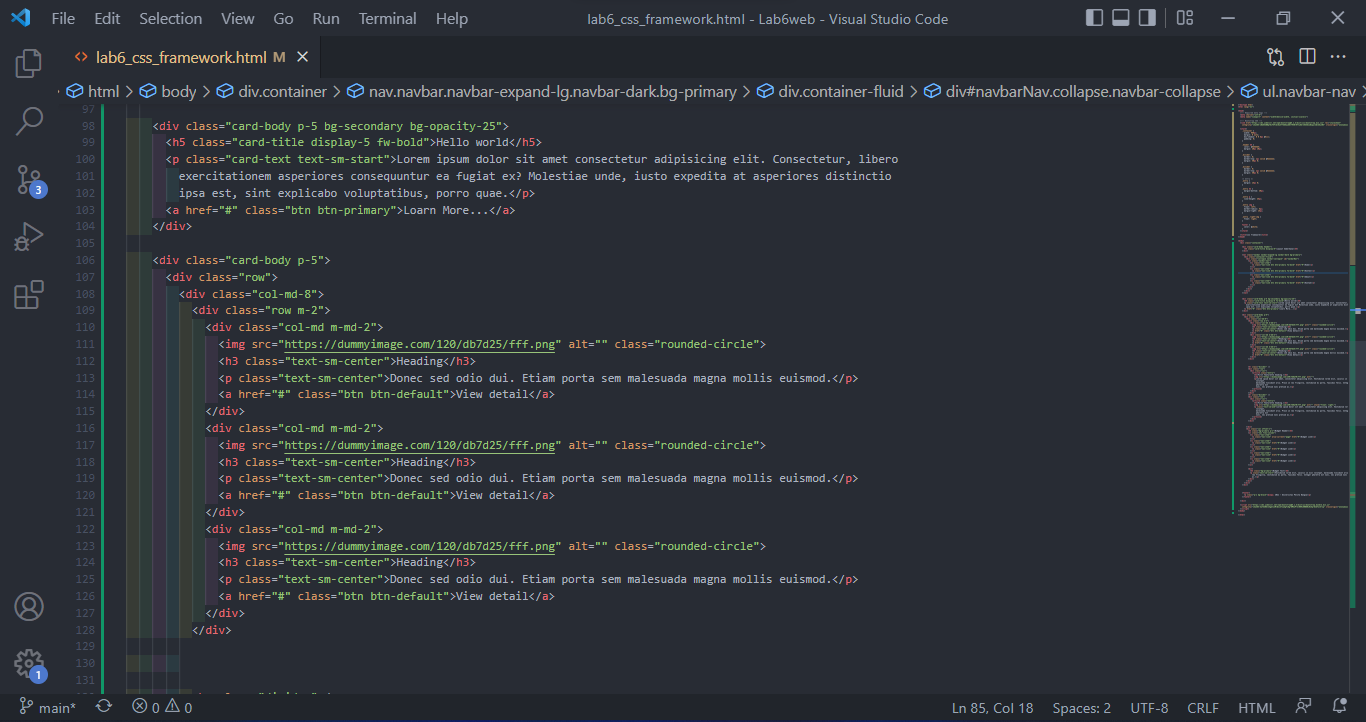 File Edit Selection View Go Run Terminal Help lab6_css_framework.html - Lab6web - Visual Studio Code
<> lab6_css_framework.html M
html > body > div.container > nav.navbar.navbar-expand-lg.navbar-dark.bg-primary > div.container-fluid > div#navbarNav.collapse.navbar-collapse > ul.navbar-nav
97
98 <div class="card-body p-5 bg-secondary bg-opacity-25">
99 <h5 class="card-title display-5 fw-bold">Hello world</h5>
100 <p class="card-text text-sm-start">Lorem ipsum dolor sit amet consectetur adipisicing elit. Consectetur, libero
101 exercitationem asperiores consequuntur ea fugiat ex? Molestiae unde, iusto expedita at asperiores distinctio
102 ipsa est, sint explicabo voluptatibus, porro quae.</p>
103 <a href="#" class="btn btn-primary">Loarn More...</a>
104 </div>
105
106 <div class="card-body p-5">
107 <div class="row">
108 <div class="col-md-8">
109 <div class="row m-2">
110 <div class="col-md m-md-2">
111 <img src="https://dummyimage.com/120/db7d25/fff.png" alt="" class="rounded-circle">
112 <h3 class="text-sm-center">Heading</h3>
113 <p class="text-sm-center">Donec sed odio dui. Etiam porta sem malesuada magna mollis euismod.</p>
114 <a href="#" class="btn btn-default">View detail</a>
115 </div>
116 <div class="col-md m-md-2">
117 <img src="https://dummyimage.com/120/db7d25/fff.png" alt="" class="rounded-circle">
118 <h3 class="text-sm-center">Heading</h3>
119 <p class="text-sm-center">Donec sed odio dui. Etiam porta sem malesuada magna mollis euismod.</p>
120 <a href="#" class="btn btn-default">View detail</a>
121 </div>
122 <div class="col-md m-md-2">
123 <img src="https://dummyimage.com/120/db7d25/fff.png" alt="" class="rounded-circle">
124 <h3 class="text-sm-center">Heading</h3>
125 <p class="text-sm-center">Donec sed odio dui. Etiam porta sem malesuada magna mollis euismod.</p>
126 <a href="#" class="btn btn-default">View detail</a>
127 </div>
128 </div>
129
130
131
3
1
main* 0 0 Ln 85, Col 18 Spaces: 2 UTF-8 CRLF HTML